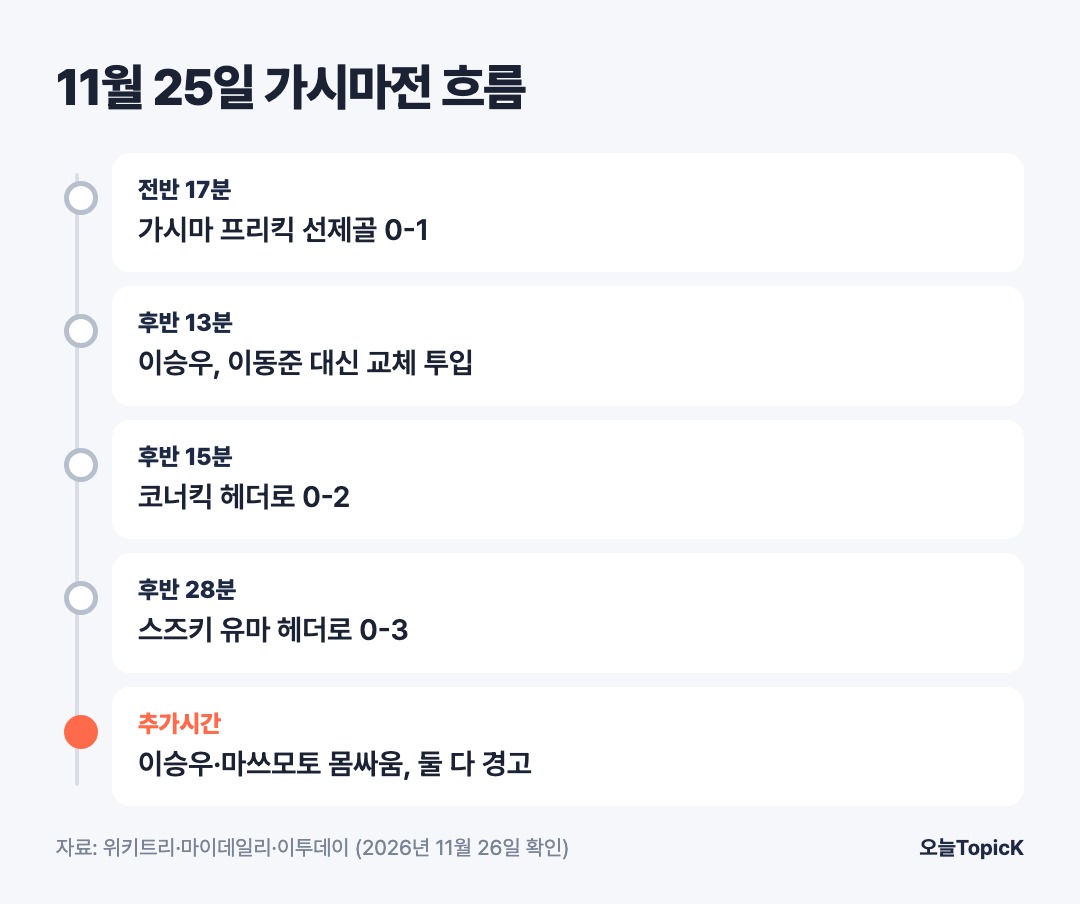 11월 25일 가시마전 흐름
전반 17분
가시마 프리킥 선제골 0-1
후반 13분
이승우, 이동준 대신 교체 투입
후반 15분
코너킥 헤더로 0-2
후반 28분
스즈키 유마 헤더로 0-3
추가시간
이승우·마쓰모토 몸싸움, 둘 다 경고
자료: 위키트리·마이데일리·이투데이 (2026년 11월 26일 확인)
오늘TopicK